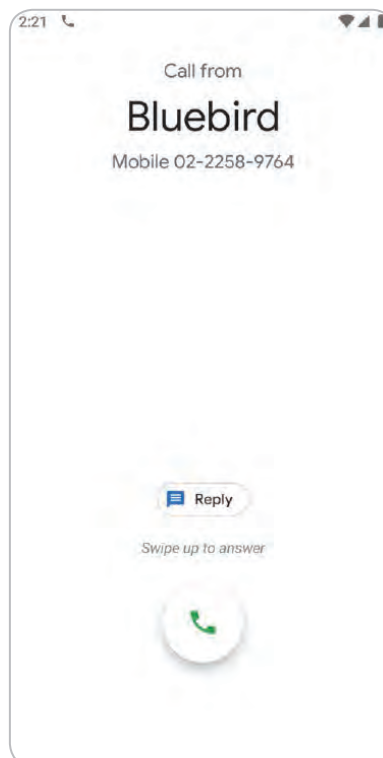 2:21
Call from
Bluebird
Mobile 02-2258-9764
Reply
Swipe up to answer